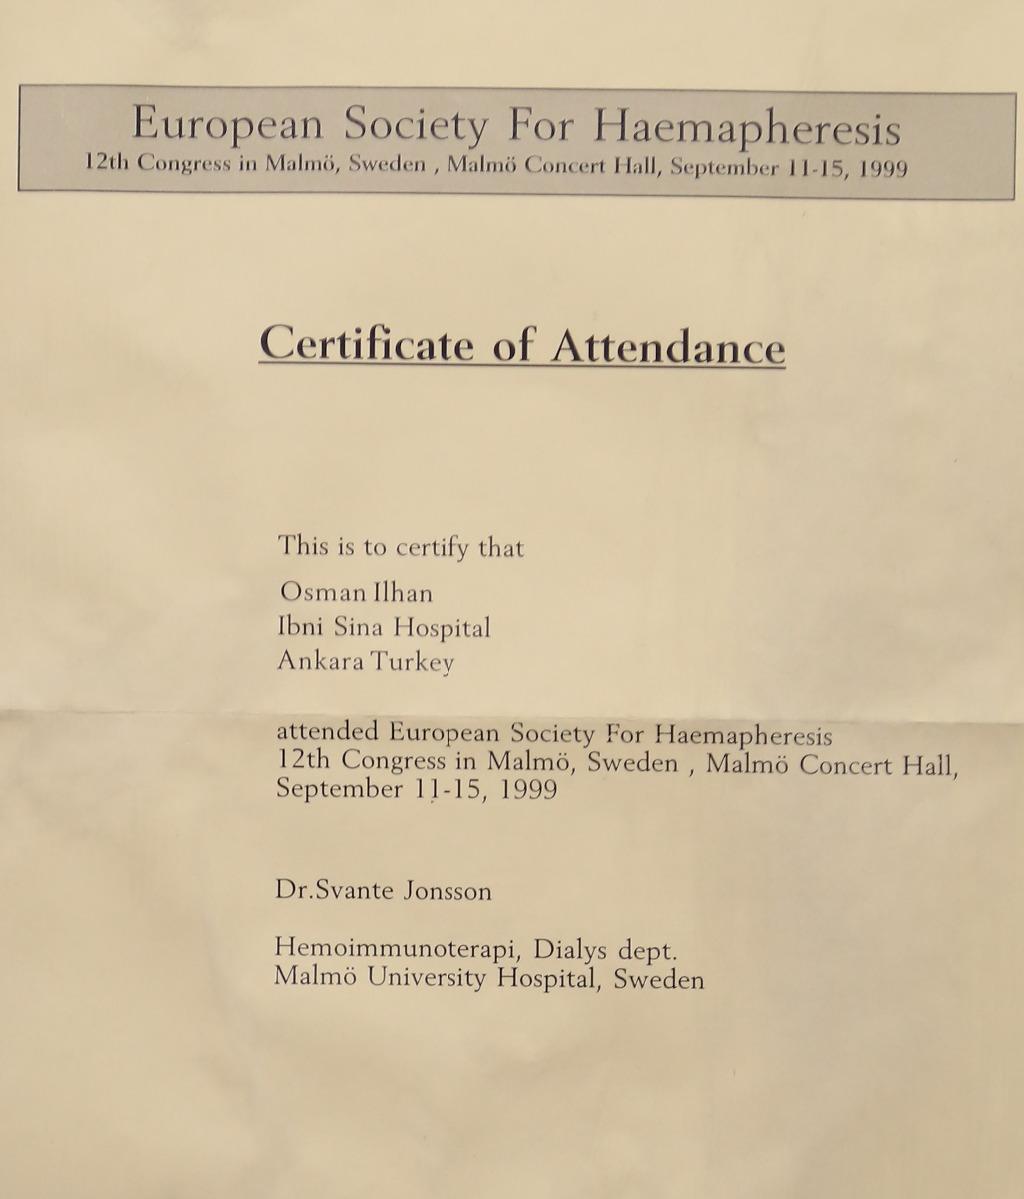 European Society For Haemapheresis
12th Congress in Malmö, Sweden , Malmö Concert Hall, September 11-15, 1999
Certificate of Attendance
This is to certify that
Osman Ilhan
Ibni Sina Hospital
Ankara Turkey
attended European Society For Haemapheresis
12th Congress in Malmö, Sweden , Malmö Concert Hall,
September 11-15, 1999
Dr.Svante Jonsson
Hemoimmunoterapi, Dialys dept.
Malmö University Hospital, Sweden